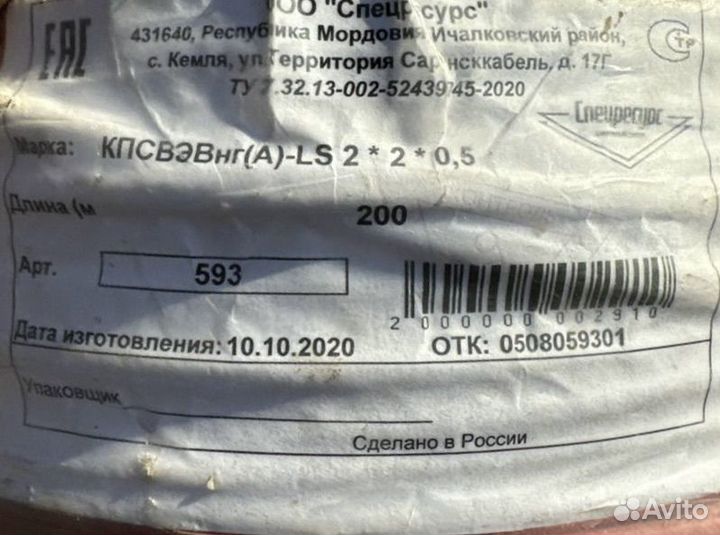 ООО "Спецресурс"
431640, Республика Мордовия Ичалковский район,
с. Кемля, ул.Территория Сарансккабель, д. 17Г
ТУ 27.32.13-002-52439745-2020
ЕАС
СТР
Спецресурс
Марка: КПСВЭВнг(А)-LS 2 * 2 * 0,5
Длина (м 200
Арт. 593
2 000000 002910
Дата изготовления: 10.10.2020 ОТК: 0508059301
Упаковщик
Сделано в России
Avito